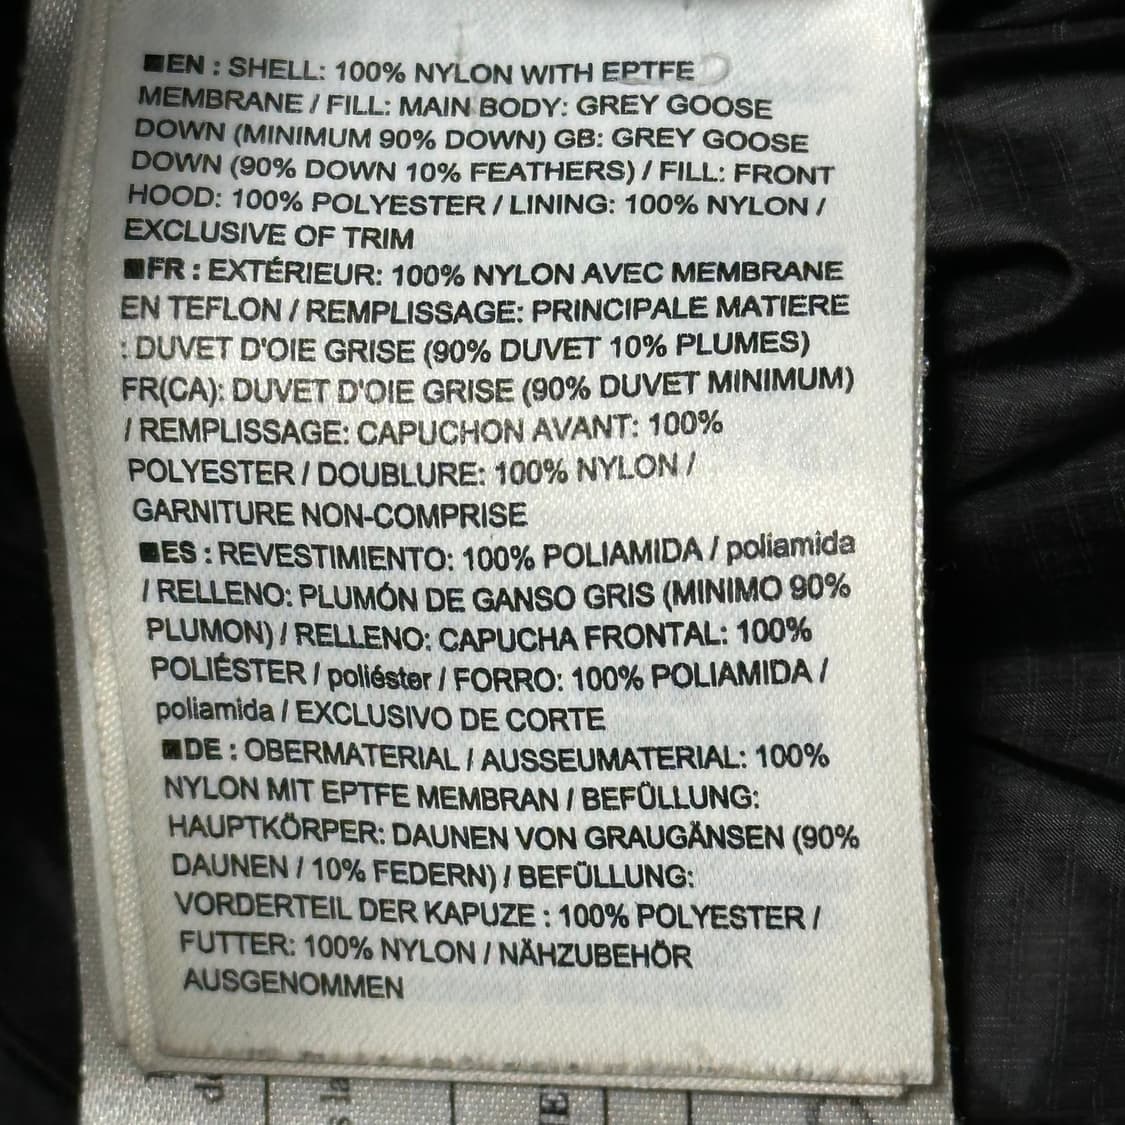 ■EN : SHELL: 100% NYLON WITH EPTFE
MEMBRANE / FILL: MAIN BODY: GREY GOOSE
DOWN (MINIMUM 90% DOWN) GB: GREY GOOSE
DOWN (90% DOWN 10% FEATHERS) / FILL: FRONT
HOOD: 100% POLYESTER / LINING: 100% NYLON /
EXCLUSIVE OF TRIM
■FR : EXTÉRIEUR: 100% NYLON AVEC MEMBRANE
EN TEFLON / REMPLISSAGE: PRINCIPALE MATIERE
: DUVET D'OIE GRISE (90% DUVET 10% PLUMES)
FR(CA): DUVET D'OIE GRISE (90% DUVET MINIMUM)
/ REMPLISSAGE: CAPUCHON AVANT: 100%
POLYESTER / DOUBLURE: 100% NYLON /
GARNITURE NON-COMPRISE
■ES : REVESTIMIENTO: 100% POLIAMIDA / poliamida
/ RELLENO: PLUMÓN DE GANSO GRIS (MINIMO 90%
PLUMON) / RELLENO: CAPUCHA FRONTAL: 100%
POLIÉSTER / poliéster / FORRO: 100% POLIAMIDA /
poliamida / EXCLUSIVO DE CORTE
■DE : OBERMATERIAL / AUSSEUMATERIAL: 100%
NYLON MIT EPTFE MEMBRAN / BEFÜLLUNG:
HAUPTKÖRPER: DAUNEN VON GRAUGÄNSEN (90%
DAUNEN / 10% FEDERN) / BEFÜLLUNG:
VORDERTEIL DER KAPUZE : 100% POLYESTER /
FUTTER: 100% NYLON / NÄHZUBEHÖR
AUSGENOMMEN